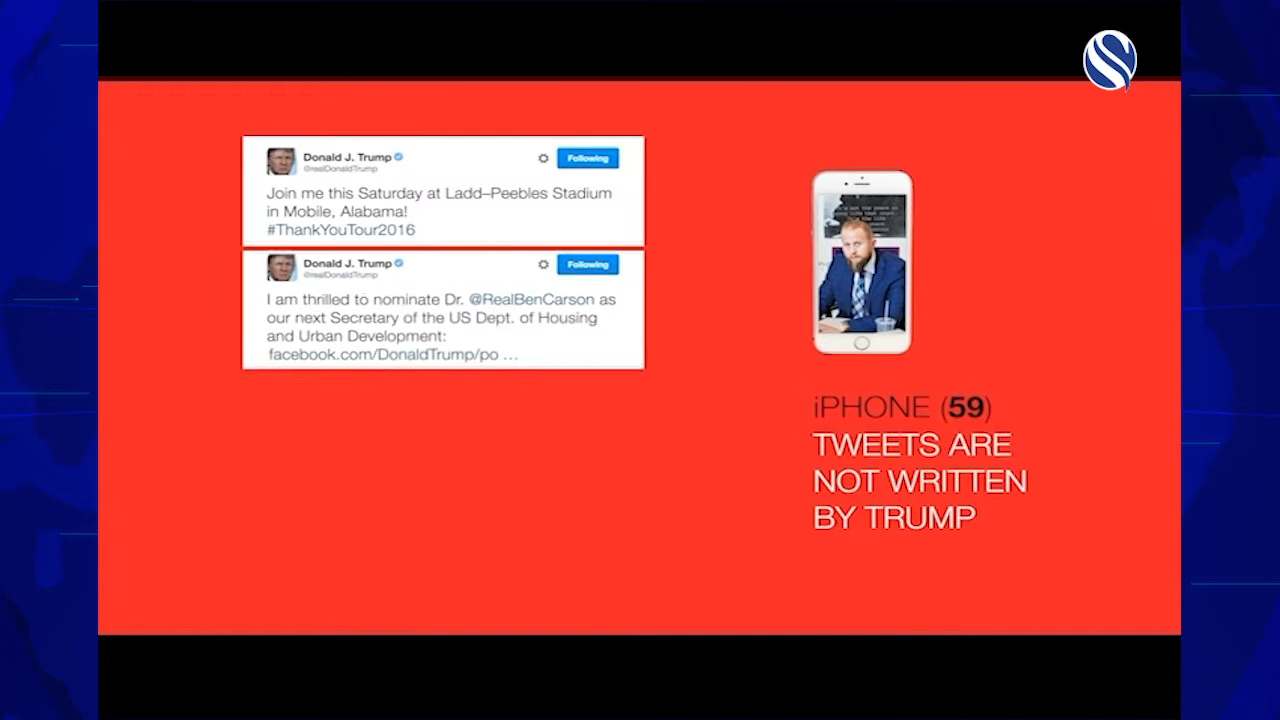 Donald J. Trump
@realDonaldTrump
Following
Join me this Saturday at Ladd–Peebles Stadium
in Mobile, Alabama!
#ThankYouTour2016
Donald J. Trump
@realDonaldTrump
Following
I am thrilled to nominate Dr. @RealBenCarson as
our next Secretary of the US Dept. of Housing
and Urban Development:
facebook.com/DonaldTrump/po ...
iPHONE (59)
TWEETS ARE
NOT WRITTEN
BY TRUMP